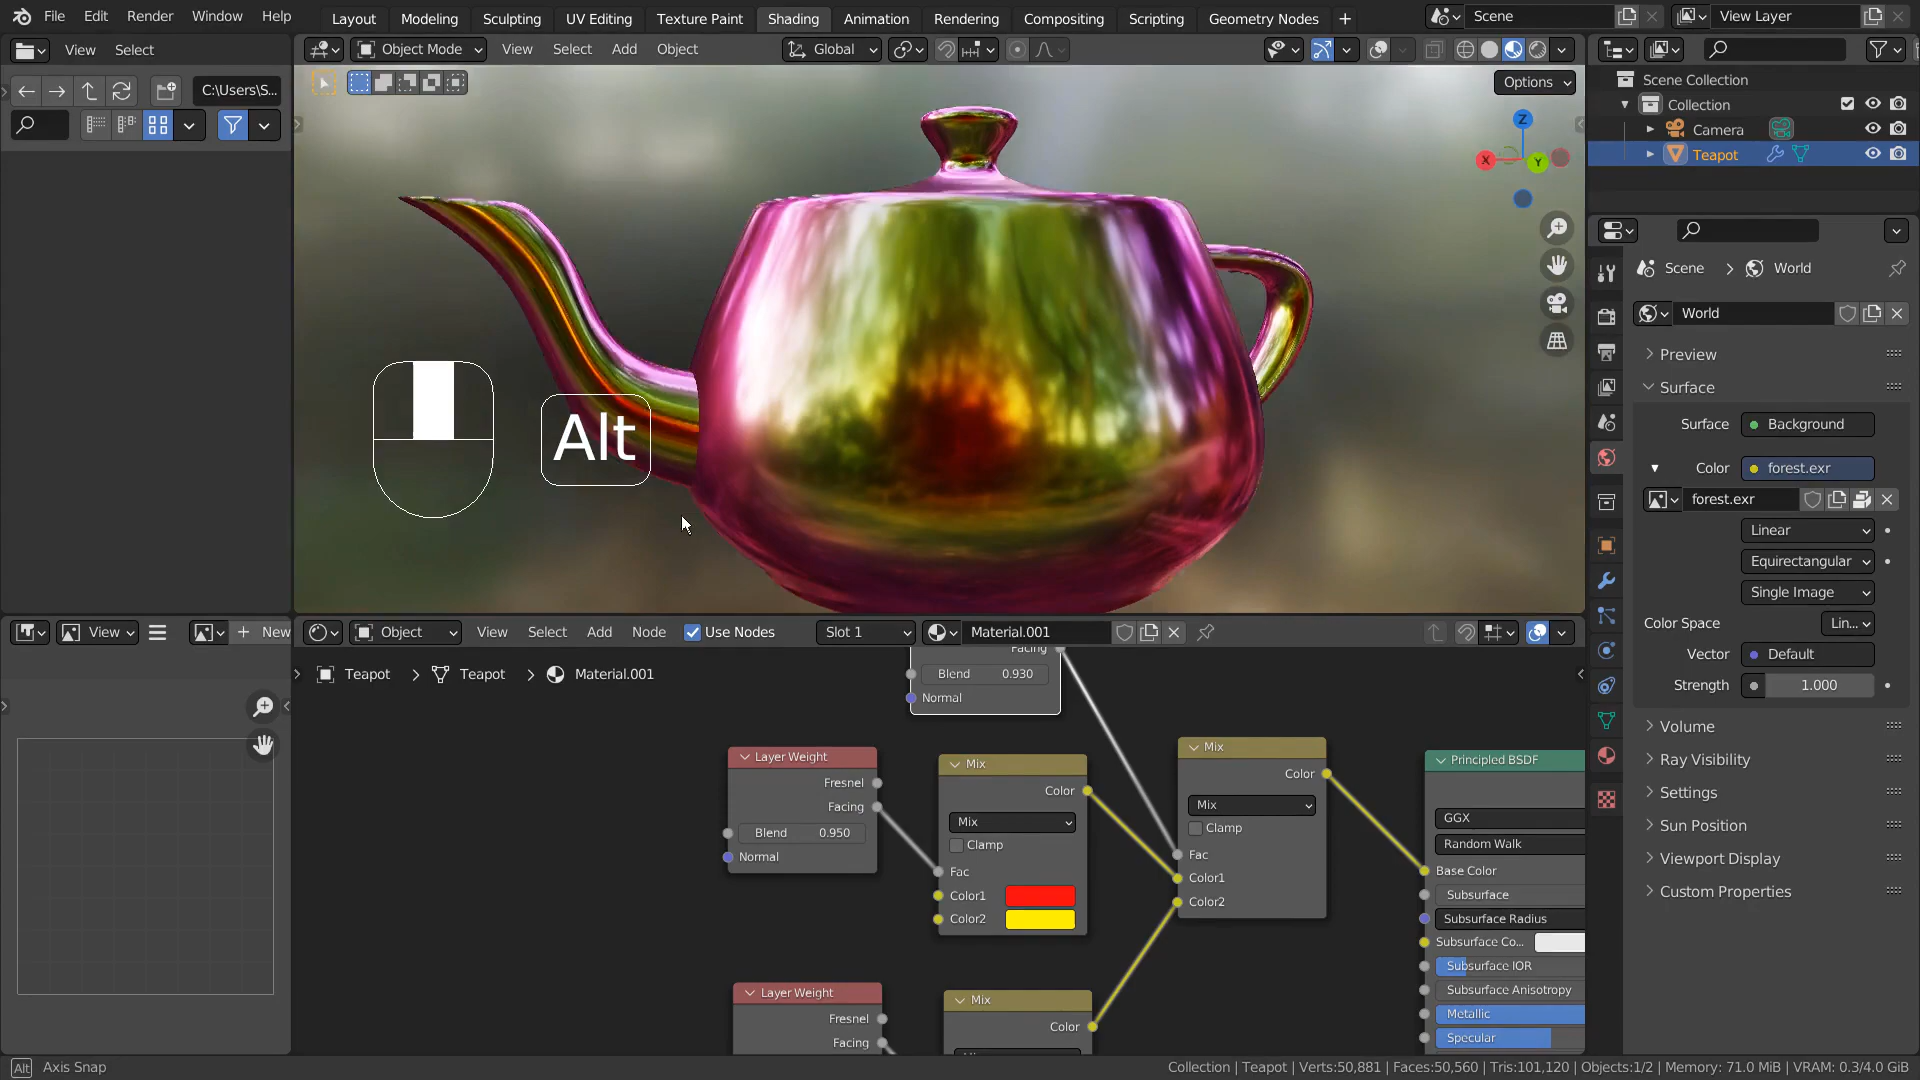 File Edit Render Window Help Layout Modeling Sculpting UV Editing Texture Paint Shading Animation Rendering Compositing Scripting Geometry Nodes + Scene View Layer
View Select Object Mode View Select Add Object Global
Options
C:\Users\S...
Z
X
Y
Alt
Scene Collection
Collection
Camera
Teapot
Scene > World
World
Preview
Surface
Surface Background
Color forest.exr
forest.exr
Linear
Equirectangular
Single Image
Color Space Lin...
Vector Default
Strength 1.000
Volume
Ray Visibility
Settings
Sun Position
Viewport Display
Custom Properties
View + New Object View Select Add Node Use Nodes Slot 1 Material.001
Teapot > Teapot > Material.001
Facing
Blend 0.930
Normal
Layer Weight
Fresnel
Facing
Blend 0.950
Normal
Mix
Color
Mix
Clamp
Fac
Color1
Color2
Mix
Color
Mix
Clamp
Fac
Color1
Color2
Principled BSDF
GGX
Random Walk
Base Color
Subsurface
Subsurface Radius
Subsurface Co...
Subsurface IOR
Subsurface Anisotropy
Metallic
Specular
Layer Weight
Fresnel
Facing
Mix
Color
Alt Axis Snap
Collection | Teapot | Verts:50,881 | Faces:50,560 | Tris:101,120 | Objects:1/2 | Memory: 71.0 MiB | VRAM: 0.3/4.0 GiB